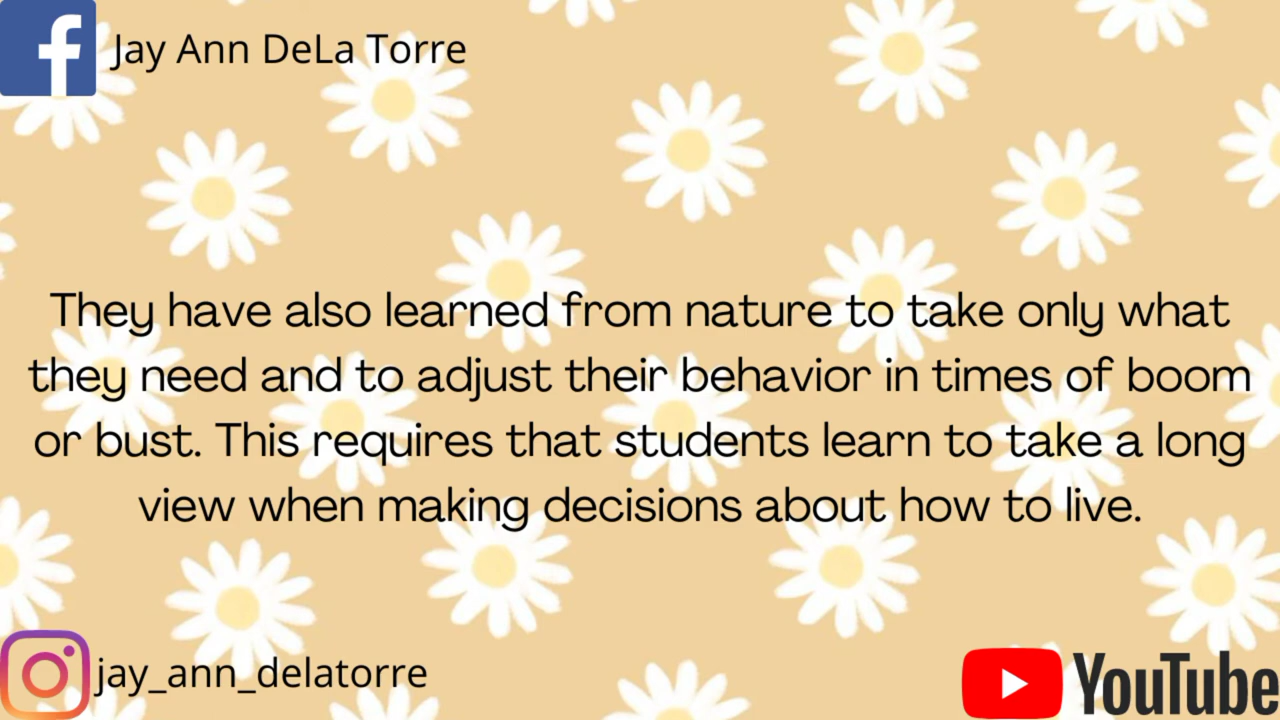 Jay Ann DeLa Torre
They have also learned from nature to take only what
they need and to adjust their behavior in times of boom
or bust. This requires that students learn to take a long
view when making decisions about how to live.
jay_ann_delatorre
YouTube